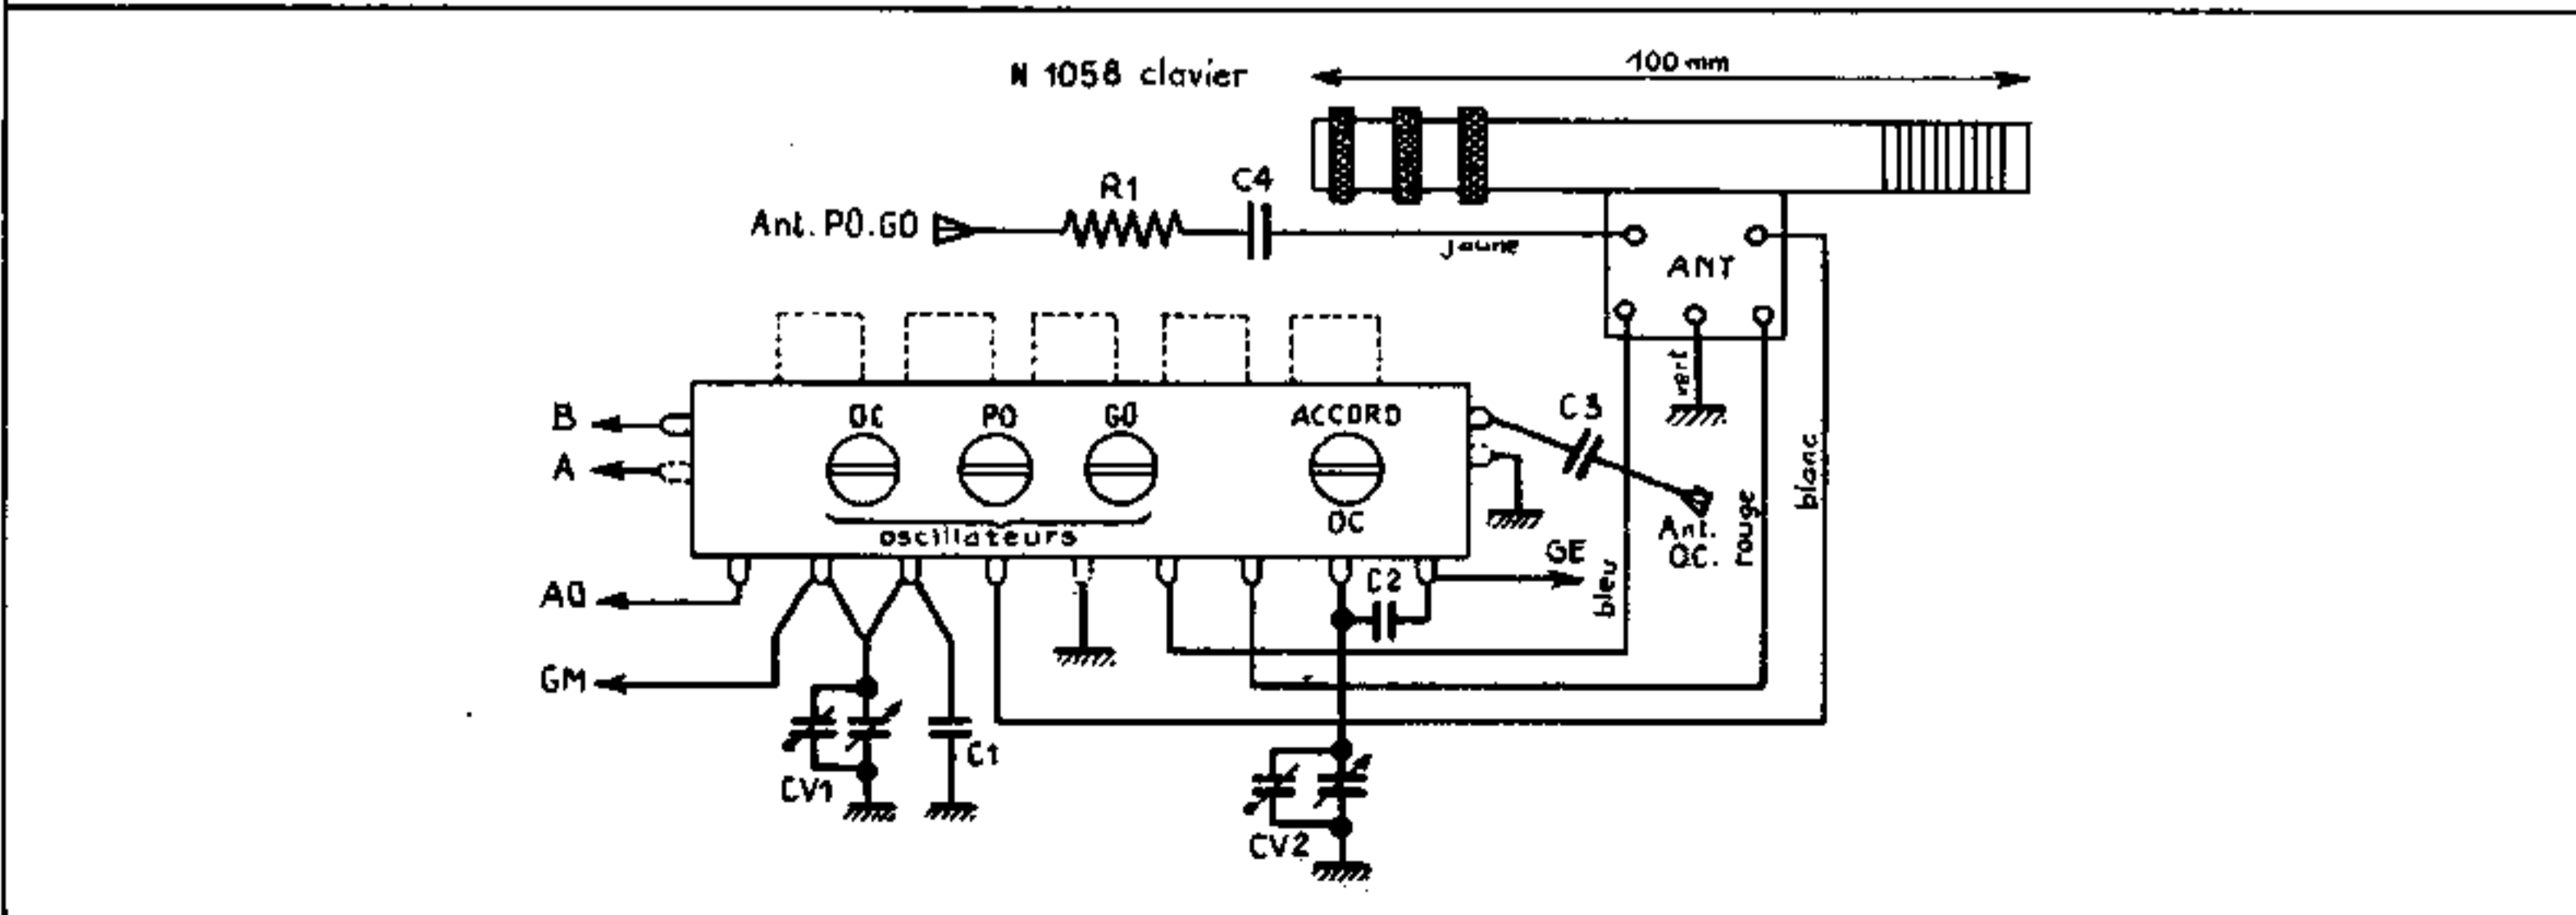 N 1058 clavier
100 mm
R1
C4
Ant. PO.GO
jaune
ANT
vert
B
A
OC
PO
GO
ACCORD
OC
oscillateurs
C3
Ant.
OC.
bleu
rouge
blanc
GE
C2
AO
GM
CV1
C1
CV2